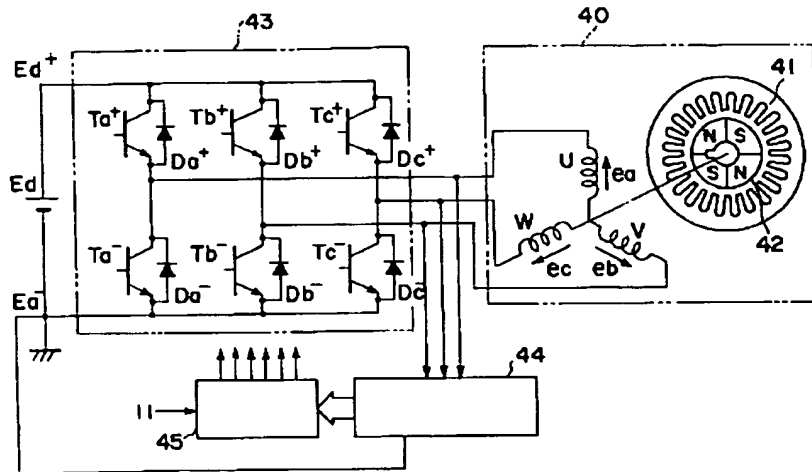 43
40
Ed+
41
Ta+
Tb+
Tc+
N
S
Da+
Db+
Dc+
U
ea
S
N
Ed
W
V
42
ec
eb
Ta-
Tb-
Tc-
Ea-
Da-
Db-
Dc-
44
11
45